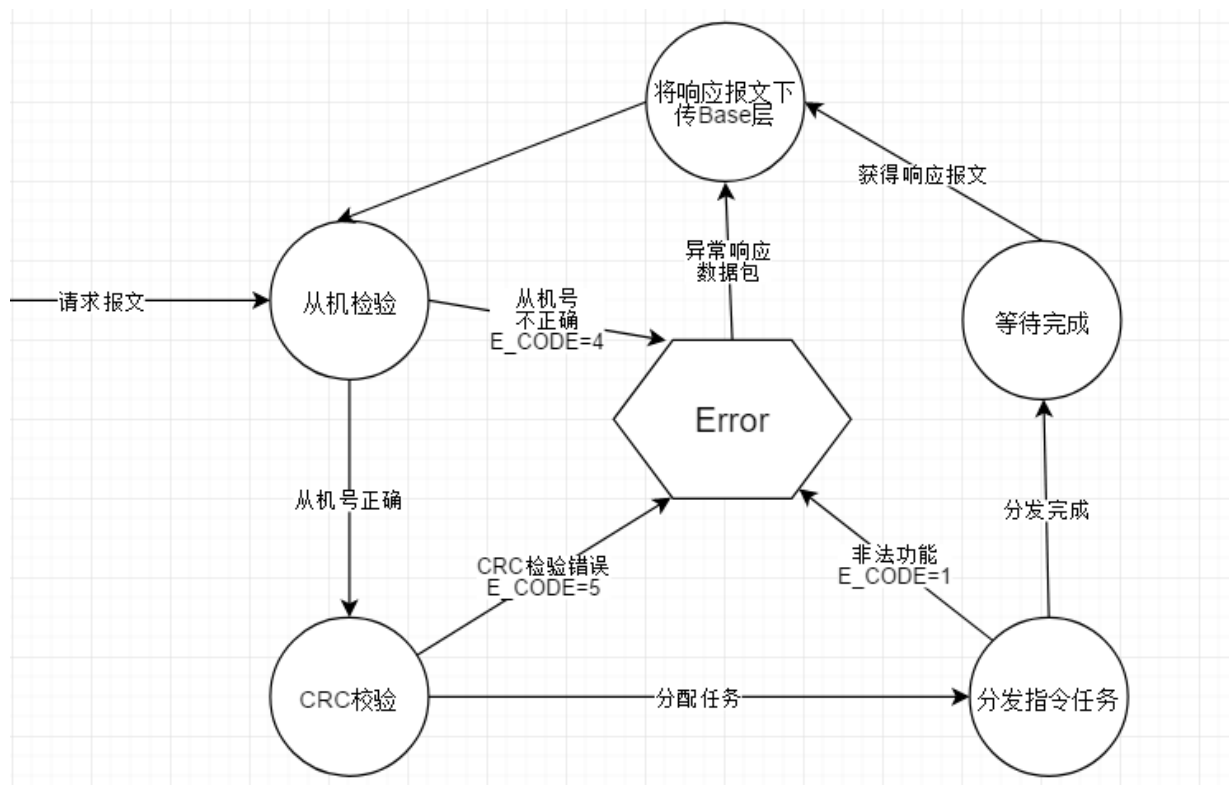 将响应报文下
传Base层
获得响应报文
异常响应
数据包
请求报文
从机检验
从机号
不正确
E_CODE=4
等待完成
Error
从机号正确
分发完成
CRC检验错误
E_CODE=5
非法功能
E_CODE=1
CRC校验
分配任务
分发指令任务